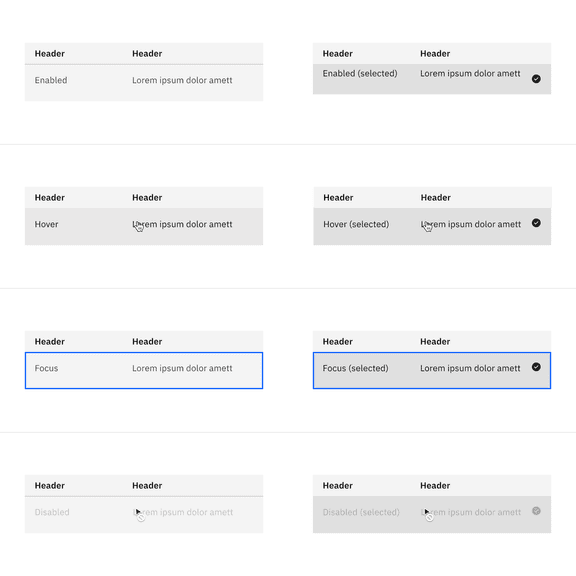 Header Header
Enabled Lorem ipsum dolor amett
Header Header
Enabled (selected) Lorem ipsum dolor amett
Header Header
Hover Lorem ipsum dolor amett
Header Header
Hover (selected) Lorem ipsum dolor amett
Header Header
Focus Lorem ipsum dolor amett
Header Header
Focus (selected) Lorem ipsum dolor amett
Header Header
Disabled Lorem ipsum dolor amett
Header Header
Disabled (selected) Lorem ipsum dolor amett